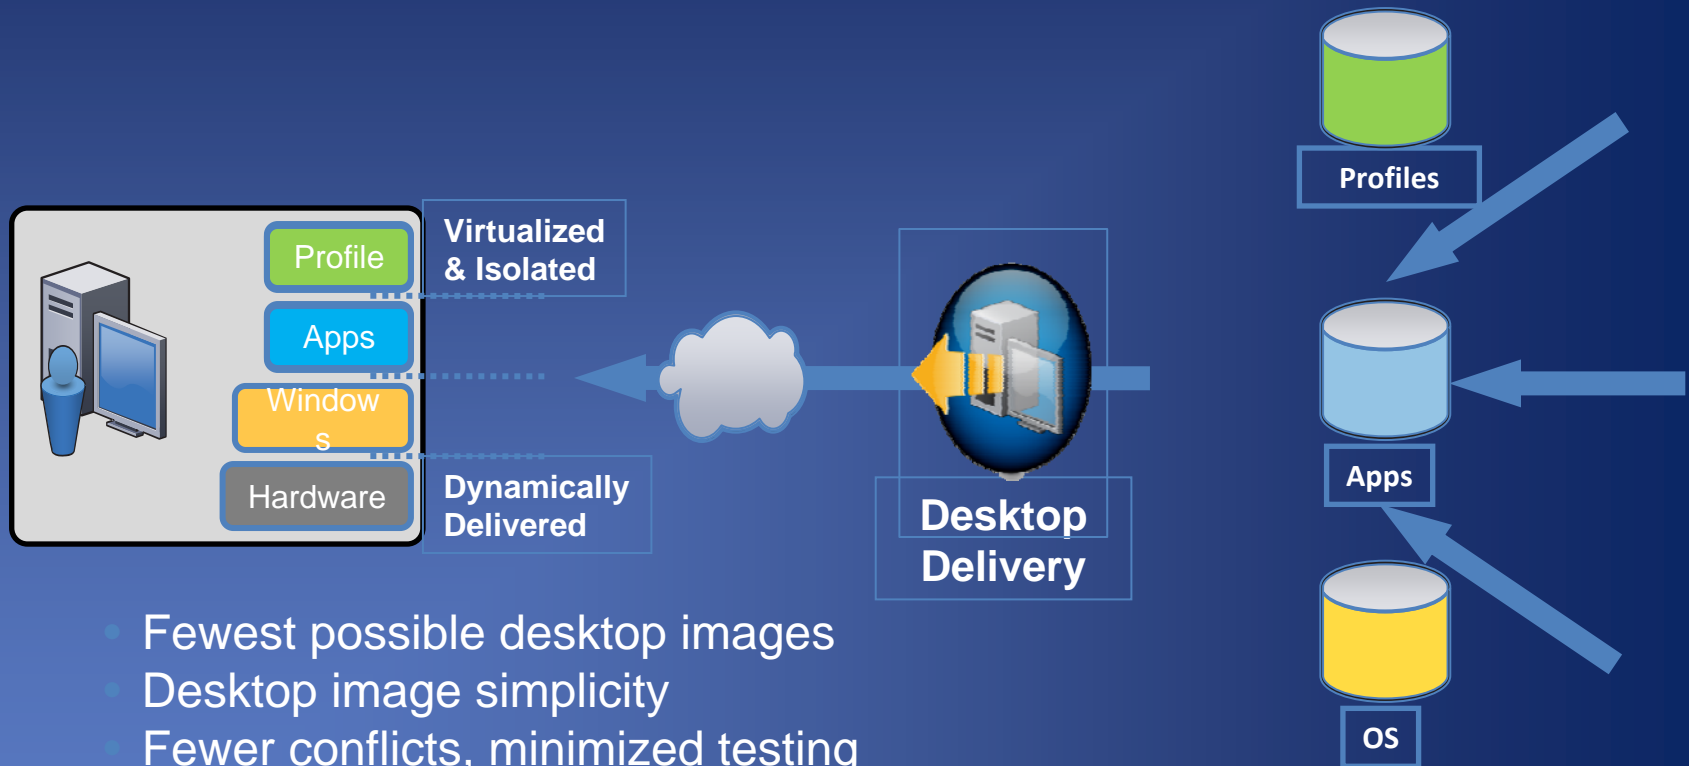 Profiles
Profile
Virtualized
& Isolated
Apps
Window
s
Hardware
Dynamically
Delivered
Desktop
Delivery
Apps
OS
Fewest possible desktop images
Desktop image simplicity
Fewer conflicts, minimized testing